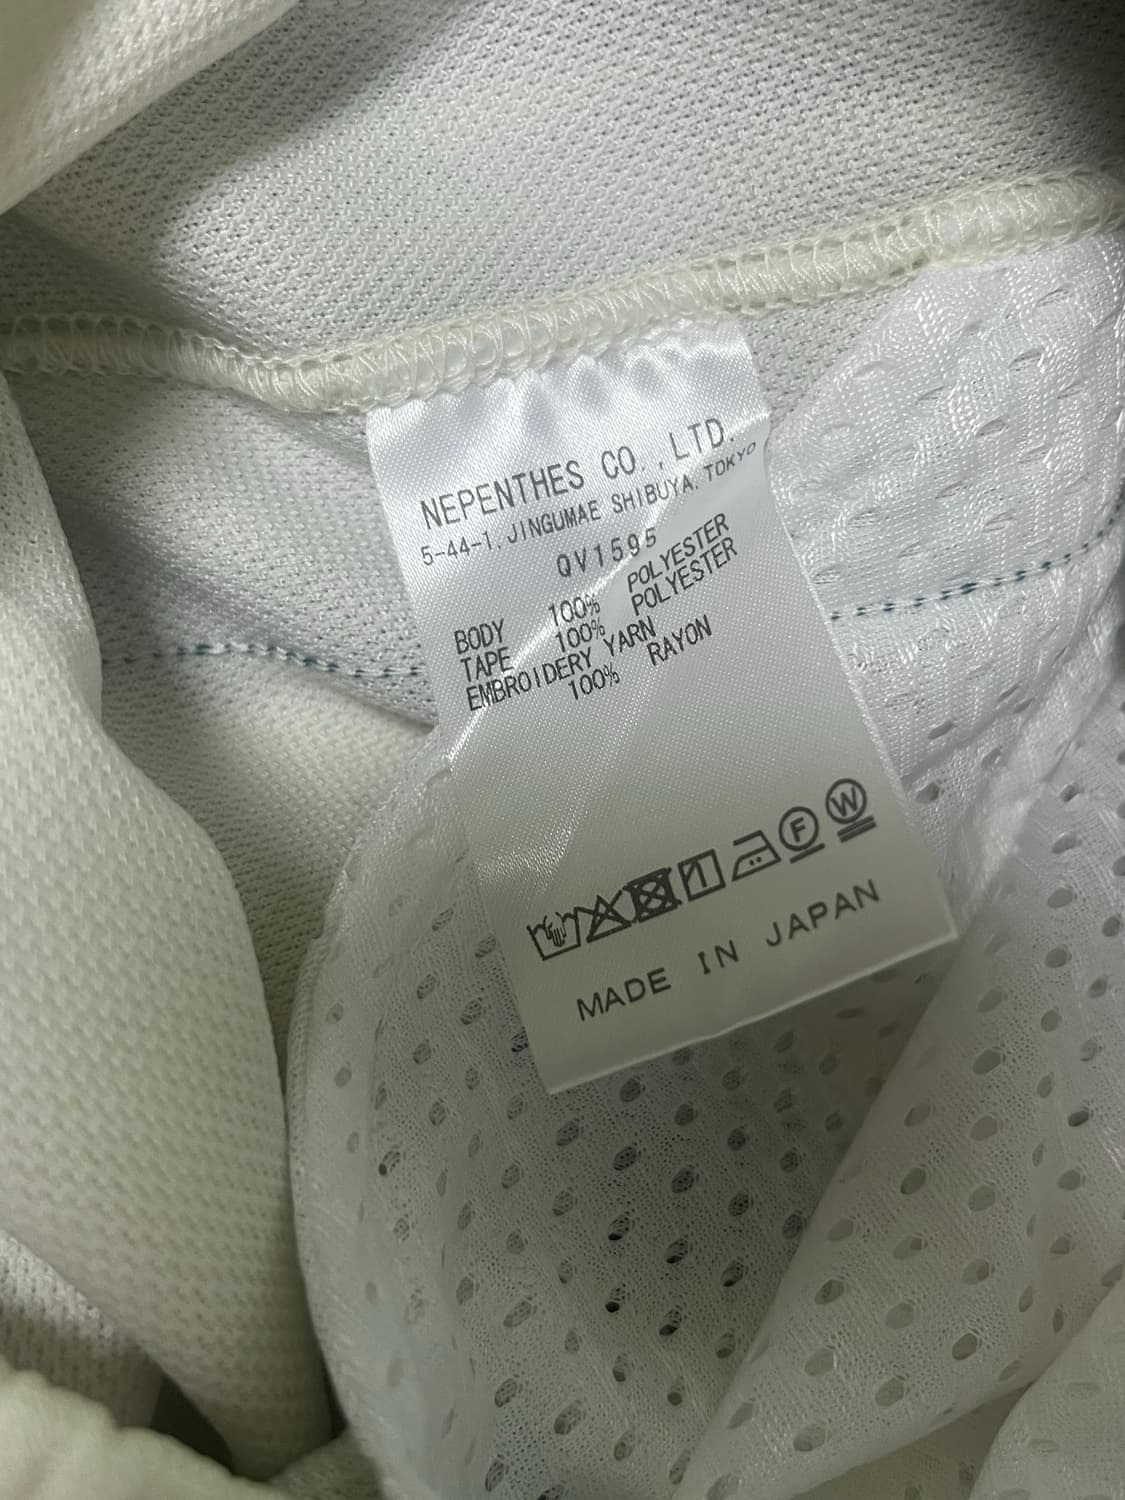 NEPENTHES CO.,LTD.
5-44-1, JINGUMAE SHIBUYA, TOKYO
QV1595
BODY 100% POLYESTER
TAPE 100% POLYESTER
EMBROIDERY YARN
100% RAYON
F W
MADE IN JAPAN